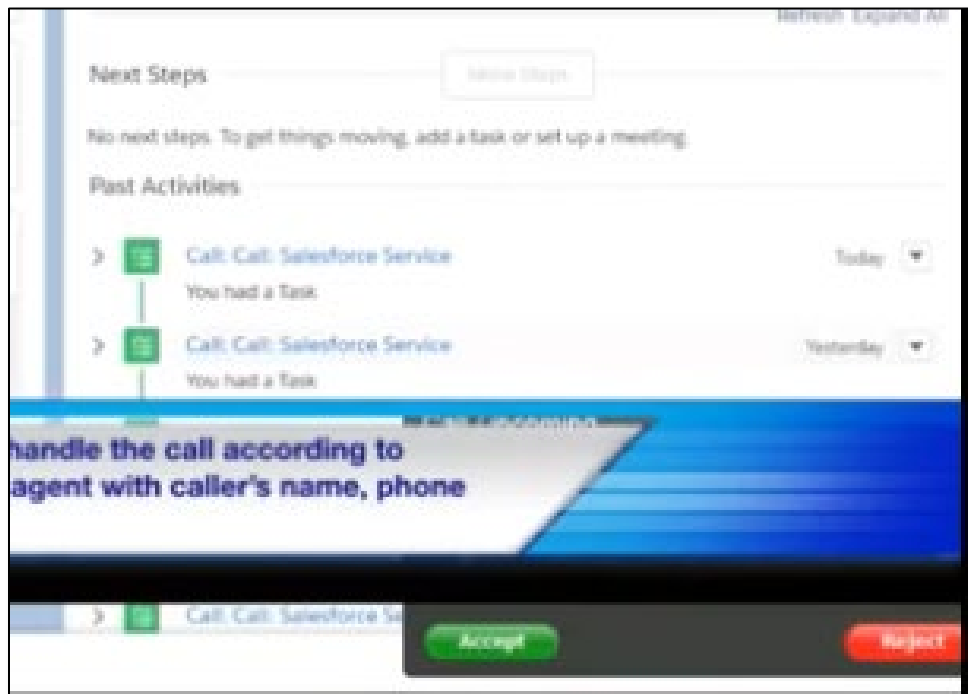 Refresh Expand All
Next Steps
More Steps
No next steps. To get things moving, add a task or set up a meeting.
Past Activities
Call: Call: Salesforce Service
Today
You had a Task
Call: Call: Salesforce Service
Yesterday
You had a Task
handle the call according to
agent with caller's name, phone
Call: Call: Salesforce Se
Accept
Reject